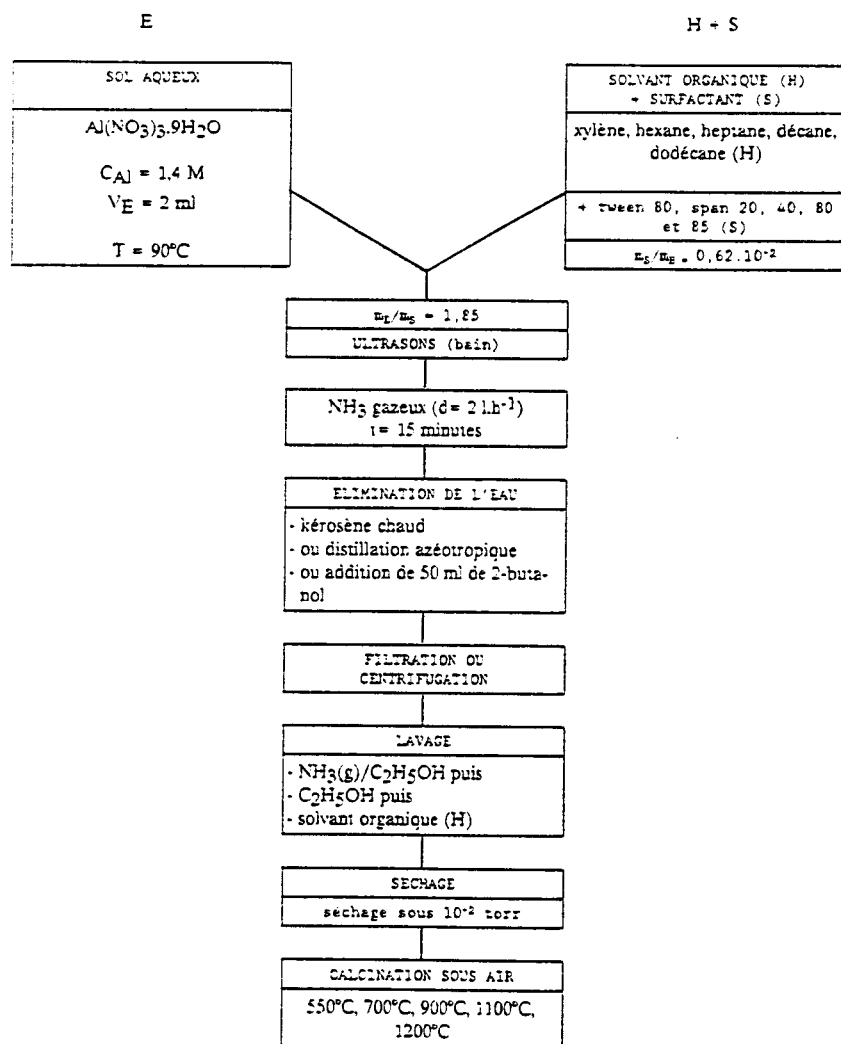 E
H + S
SOL AQUEUX
Al(NO3)3.9H2O
CAl = 1,4 M
VE = 2 ml
T = 90°C
SOLVANT ORGANIQUE (H)
+ SURFACTANT (S)
xylène, hexane, heptane, décane,
dodécane (H)
+ tween 80, span 20, 40, 80
et 85 (S)
= 0,62.10-2
= 1,85
ULTRASONS (bain)
NH3 gazeux (d= 2 l.h-1)
t= 15 minutes
ELIMINATION DE L'EAU
- kérosène chaud
- ou distillation azéotropique
- ou addition de 50 ml de 2-buta-
nol
FILTRATION OU
CENTRIFUGATION
LAVAGE
- NH3(g)/C2H5OH puis
- C2H5OH puis
- solvant organique (H)
SECHAGE
séchage sous 10-2 torr
CALCINATION SOUS AIR
550°C, 700°C, 900°C, 1100°C,
1200°C